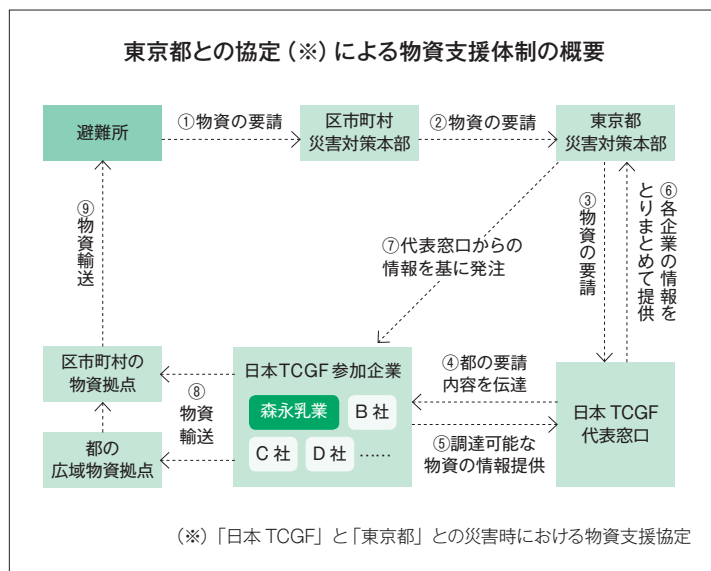 東京都との協定（※）による物資支援体制の概要
避難所
①物資の要請
区市町村
災害対策本部
②物資の要請
東京都
災害対策本部
③物資の要請
⑥各企業の情報を
とりまとめて提供
⑦代表窓口からの
情報を基に発注
⑨物資輸送
区市町村の
物資拠点
都の
広域物資拠点
⑧
物資
輸送
日本TCGF参加企業
森永乳業
B社
C社
D社
……
④都の要請
内容を伝達
⑤調達可能な
物資の情報提供
日本TCGF
代表窓口
（※）「日本TCGF」と「東京都」との災害時における物資支援協定